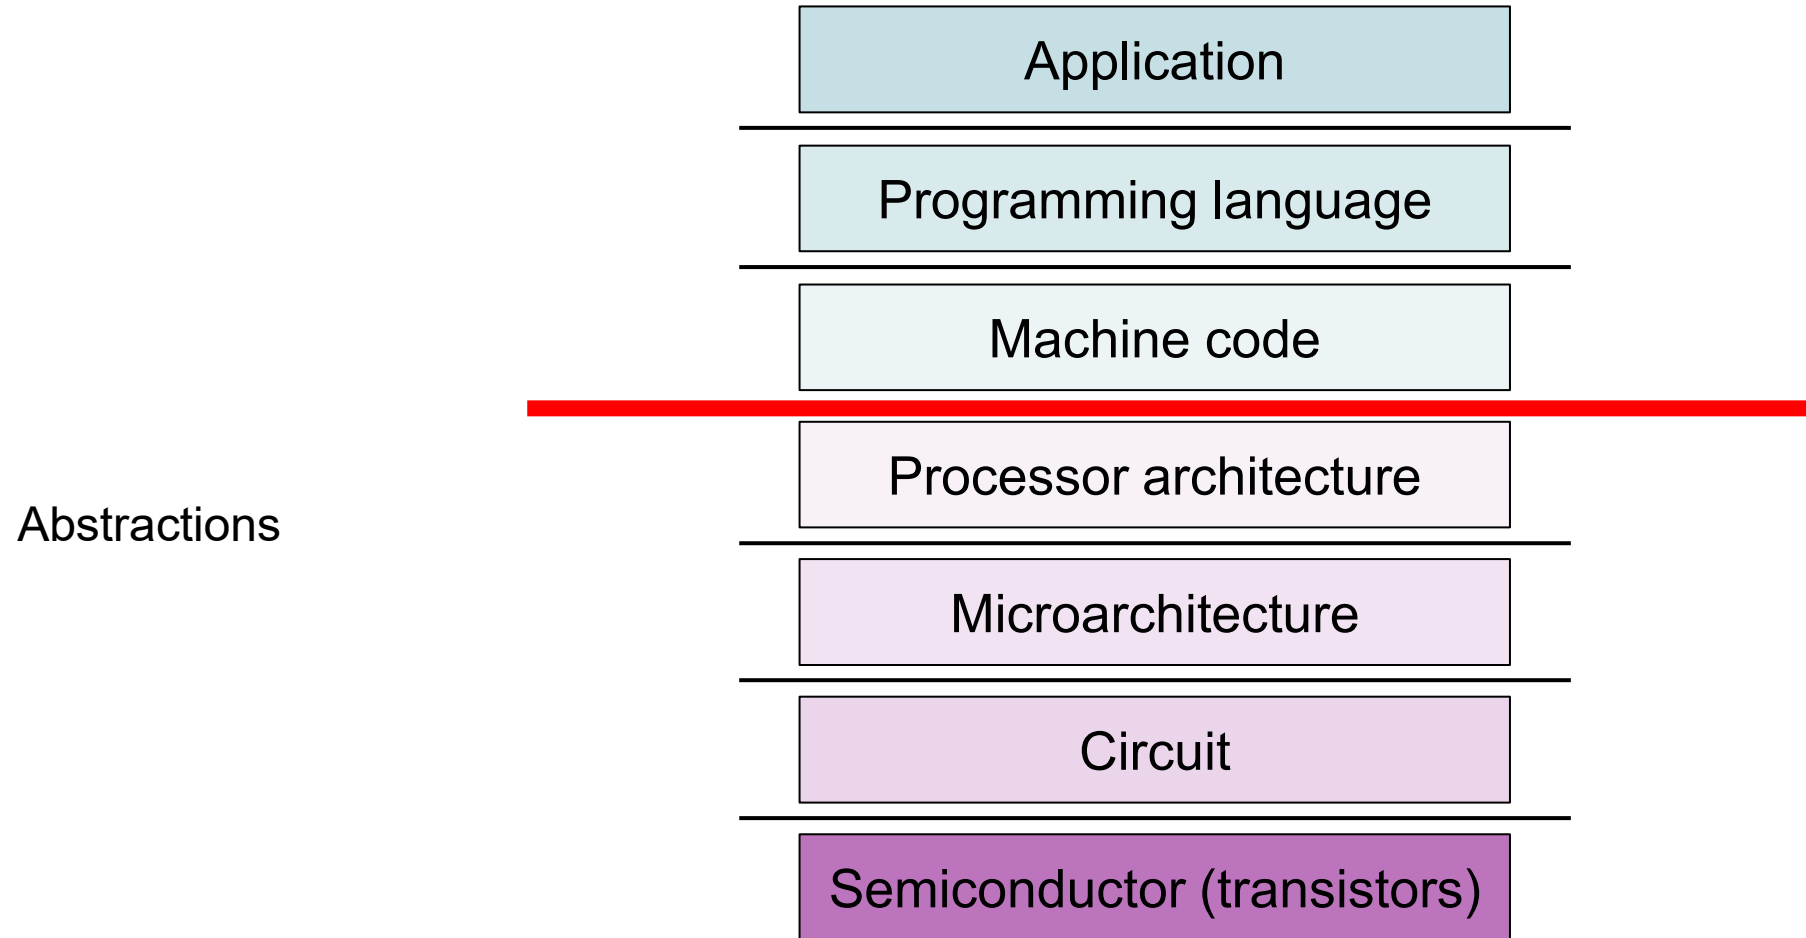 Application
Programming language
Machine code
Processor architecture
Abstractions
Microarchitecture
Circuit
Semiconductor (transistors)